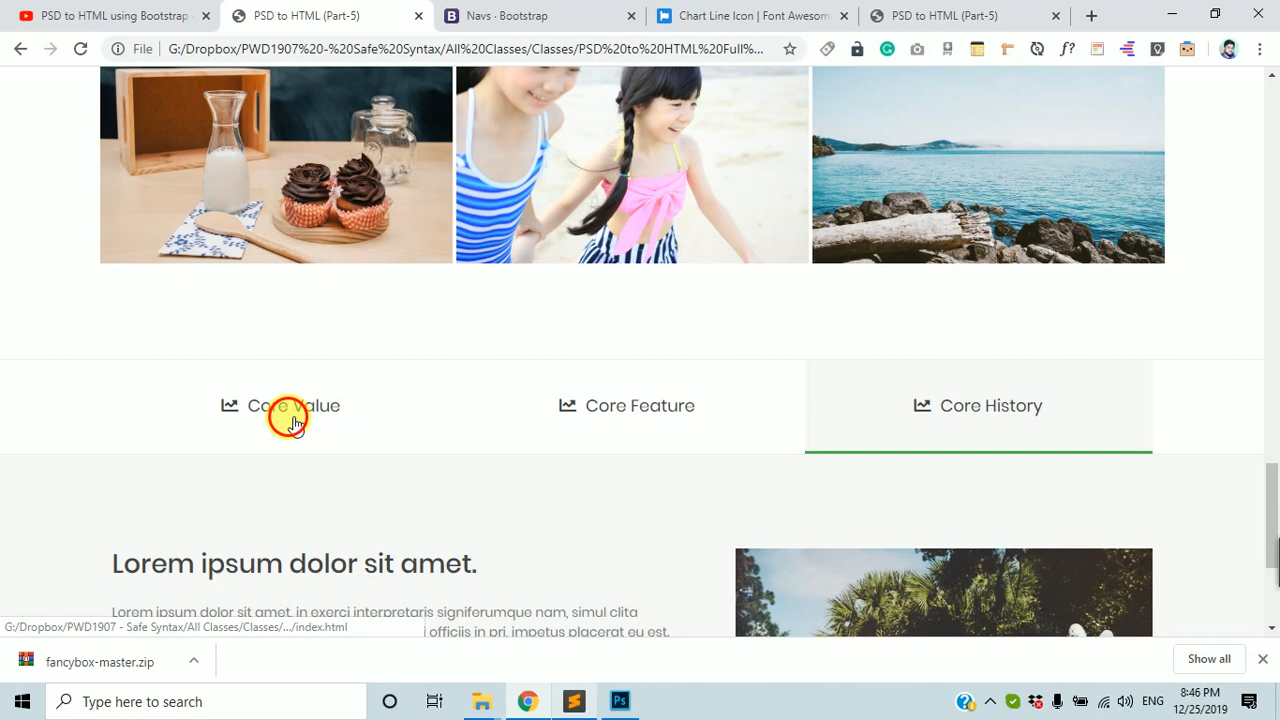 PSD to HTML using Bootstrap
PSD to HTML (Part-5)
Navs · Bootstrap
Chart Line Icon | Font Awesom
PSD to HTML (Part-5)
File
G:/Dropbox/PWD1907%20-%20Safe%20Syntax/All%20Classes/Classes/PSD%20to%20HTML%20Full%...
Core Value
Core Feature
Core History
Lorem ipsum dolor sit amet.
Lorem ipsum dolor sit amet, in exerci interpretaris signiferumque nam, simul clita
officiis in pri, impetus placerat eu est.
G:/Dropbox/PWD1907 - Safe Syntax/All Classes/Classes/.../index.html
fancybox-master.zip
Show all
Type here to search
ENG
8:46 PM
12/25/2019